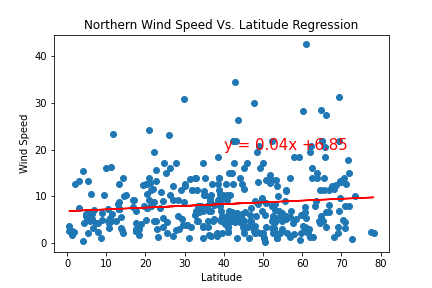 Northern Wind Speed Vs. Latitude Regression
40
30
y = 0.04x +6.85
20
10
0
Wind Speed
0 10 20 30 40 50 60 70 80
Latitude